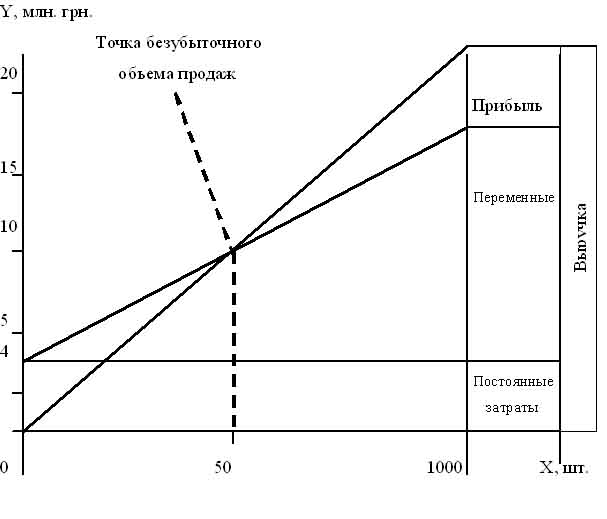 Y, млн. грн.
Точка безубыточного
объема продаж
20
Прибыль
15
Переменные
10
Выручка
5
4
Постоянные
затраты
0
50
1000
X, шт.